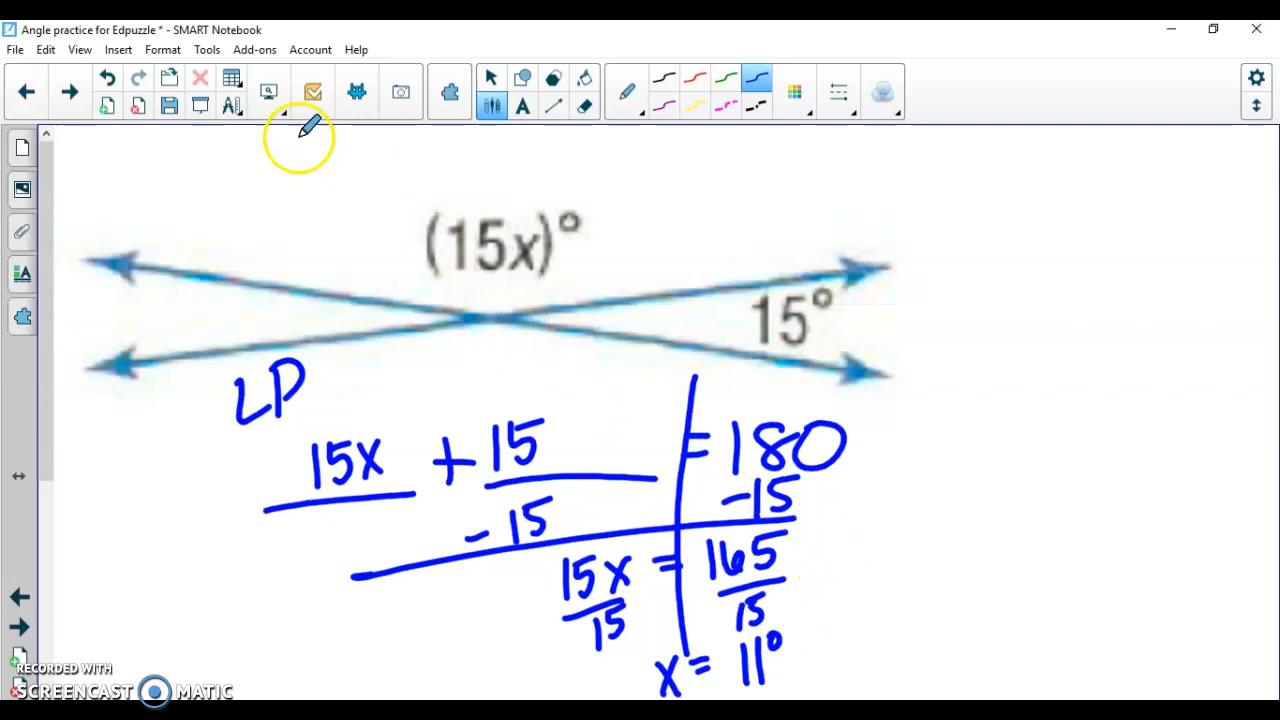 Angle practice for Edpuzzle * - SMART Notebook
File Edit View Insert Format Tools Add-ons Account Help
(15x)°
15°
LP
15x + 15 = 180
- 15 -15
15x = 165
15 15
x = 11°
RECORDED WITH
SCREENCAST MATIC